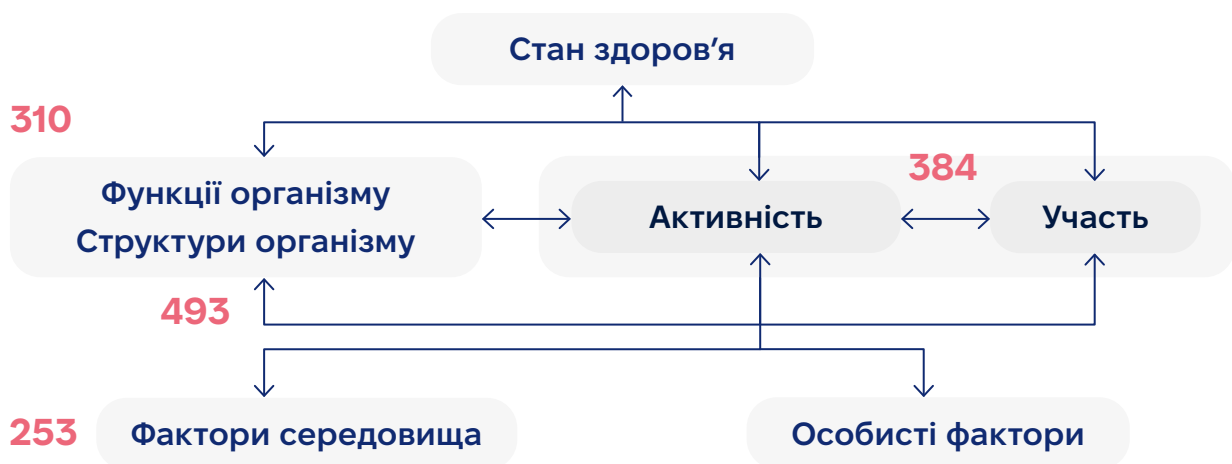 Стан здоров’я
310
384
Функції організму
Структури організму
Активність
Участь
493
253
Фактори середовища
Особисті фактори